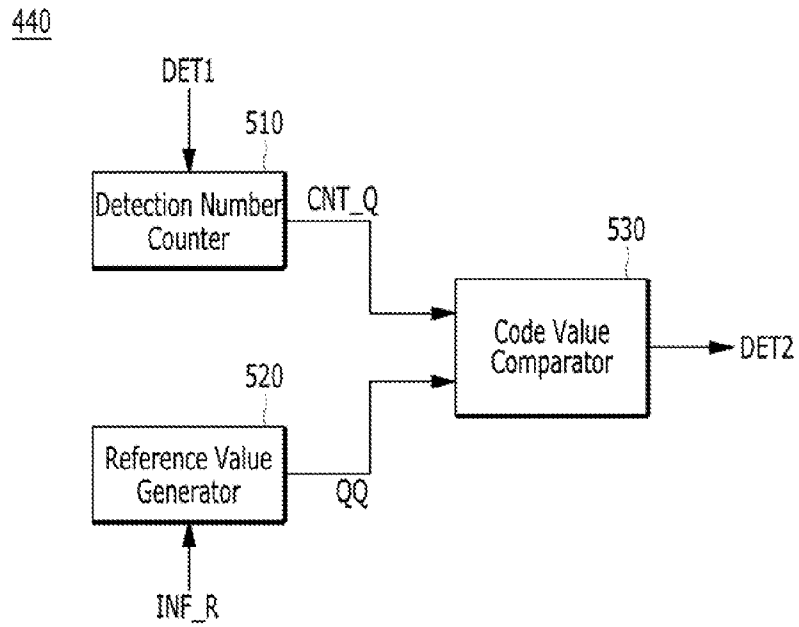 440
DET1
510
Detection Number
Counter
CNT_Q
530
Code Value
Comparator
DET2
520
Reference Value
Generator
QQ
INF_R